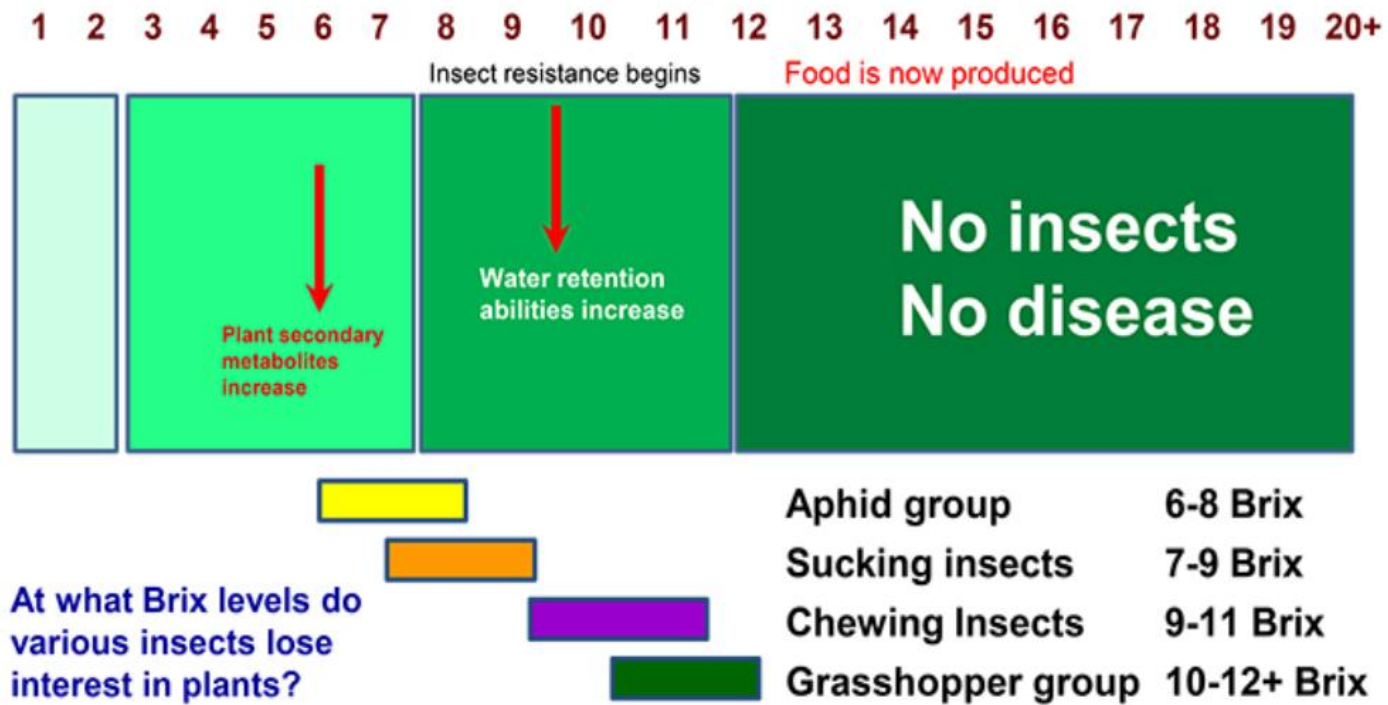 1 2 3 4 5 6 7 8 9 10 11 12 13 14 15 16 17 18 19 20+
Insect resistance begins Food is now produced
Plant secondary
metabolites
increase
Water retention
abilities increase
No insects
No disease
Aphid group 6-8 Brix
Sucking insects 7-9 Brix
Chewing Insects 9-11 Brix
Grasshopper group 10-12+ Brix
At what Brix levels do
various insects lose
interest in plants?